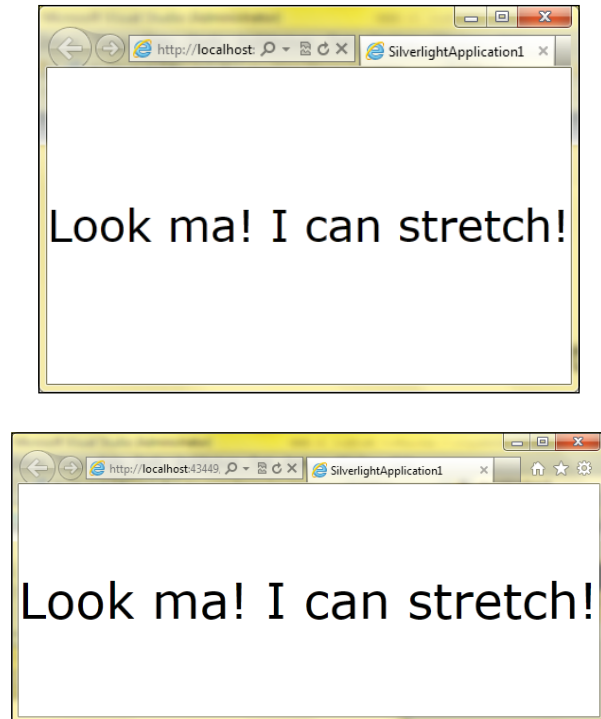 http://localhost: SilverlightApplication1
Look ma! I can stretch!
http://localhost:43449 SilverlightApplication1
Look ma! I can stretch!